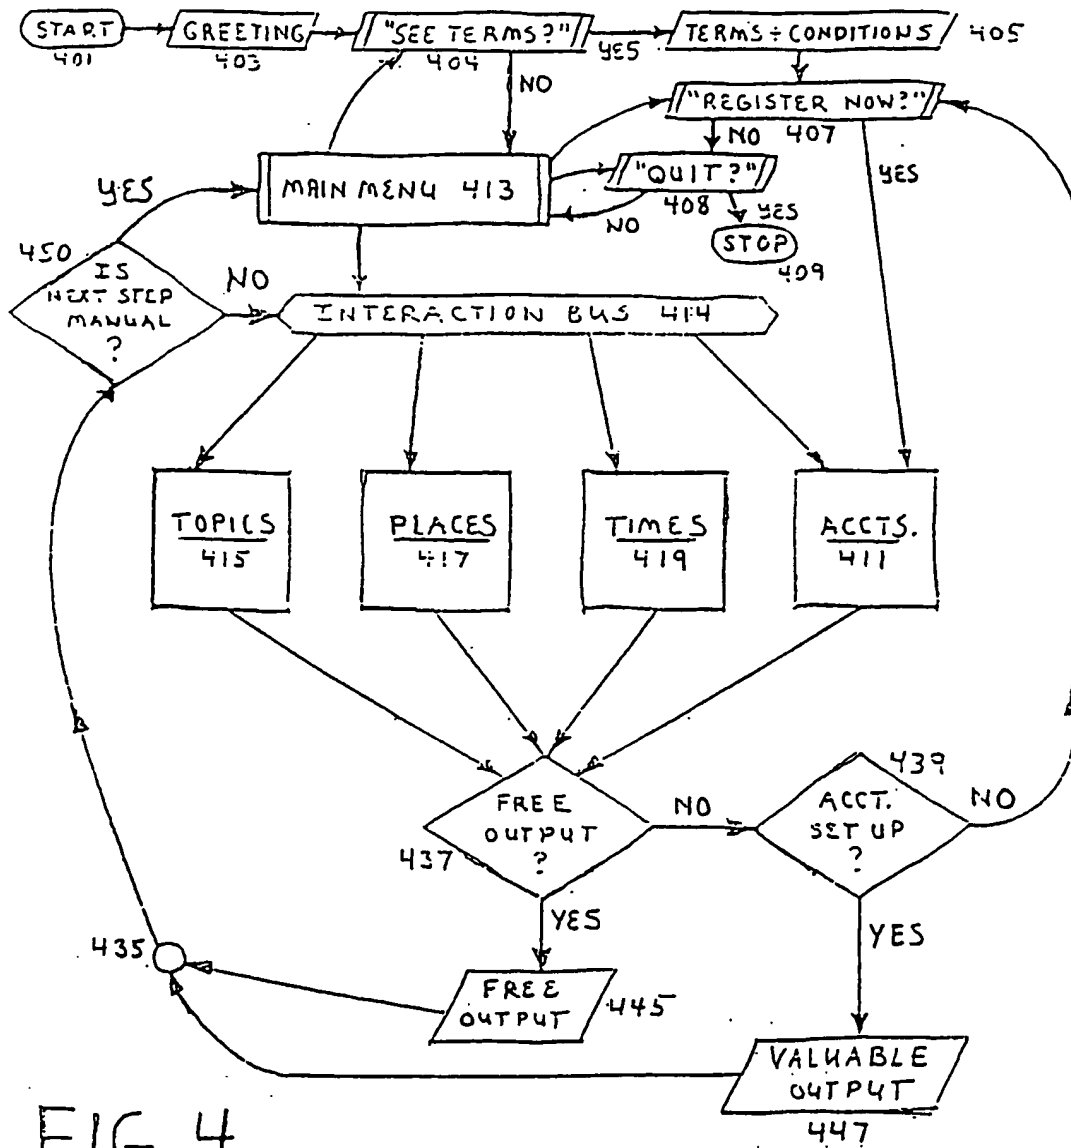 START
401
GREETING
403
"SEE TERMS?"
404
YES
TERMS & CONDITIONS
405
NO
"REGISTER NOW?"
407
NO
YES
MAIN MENU 413
"QUIT?"
408
NO
YES
STOP
409
YES
450
IS
NEXT STEP
MANUAL
?
NO
INTERACTION BUS 414
TOPICS
415
PLACES
417
TIMES
419
ACCTS.
411
FREE
OUTPUT
?
437
NO
ACCT.
SET UP
?
439
NO
YES
YES
435
FREE
OUTPUT
445
VALUABLE
OUTPUT
447
FIG 4